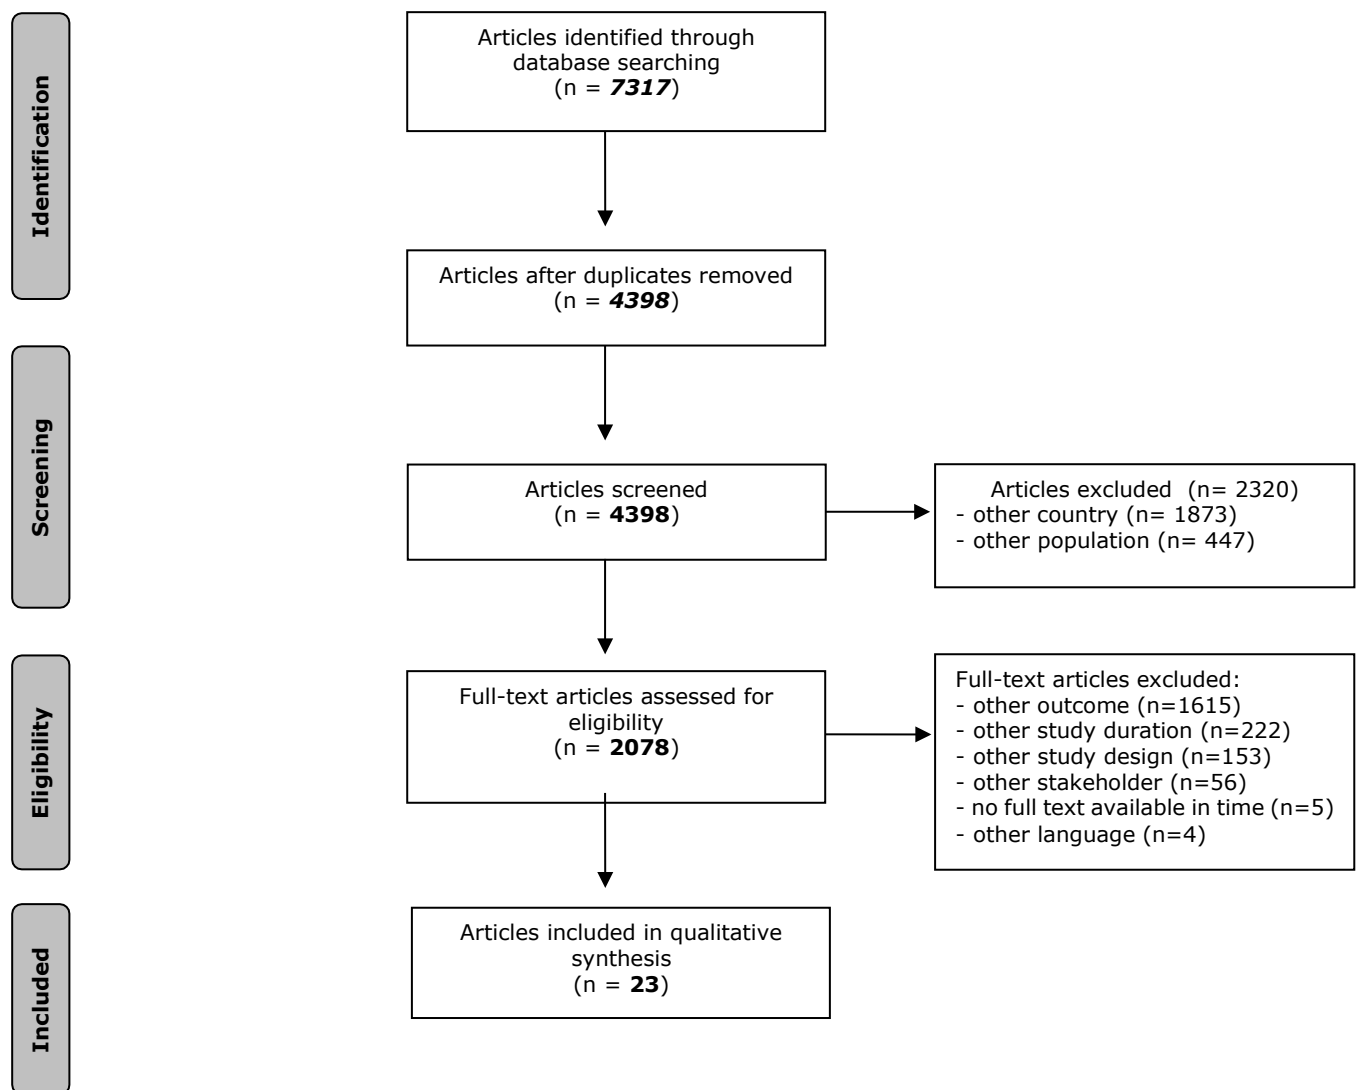 Identification
Articles identified through
database searching
(n = 7317)
Articles after duplicates removed
(n = 4398)
Screening
Articles screened
(n = 4398)
Articles excluded  (n= 2320)
- other country (n= 1873)
- other population (n= 447)
Eligibility
Full-text articles assessed for
eligibility
(n = 2078)
Full-text articles excluded:
- other outcome (n=1615)
- other study duration (n=222)
- other study design (n=153)
- other stakeholder (n=56)
- no full text available in time (n=5)
- other language (n=4)
Included
Articles included in qualitative
synthesis
(n = 23)